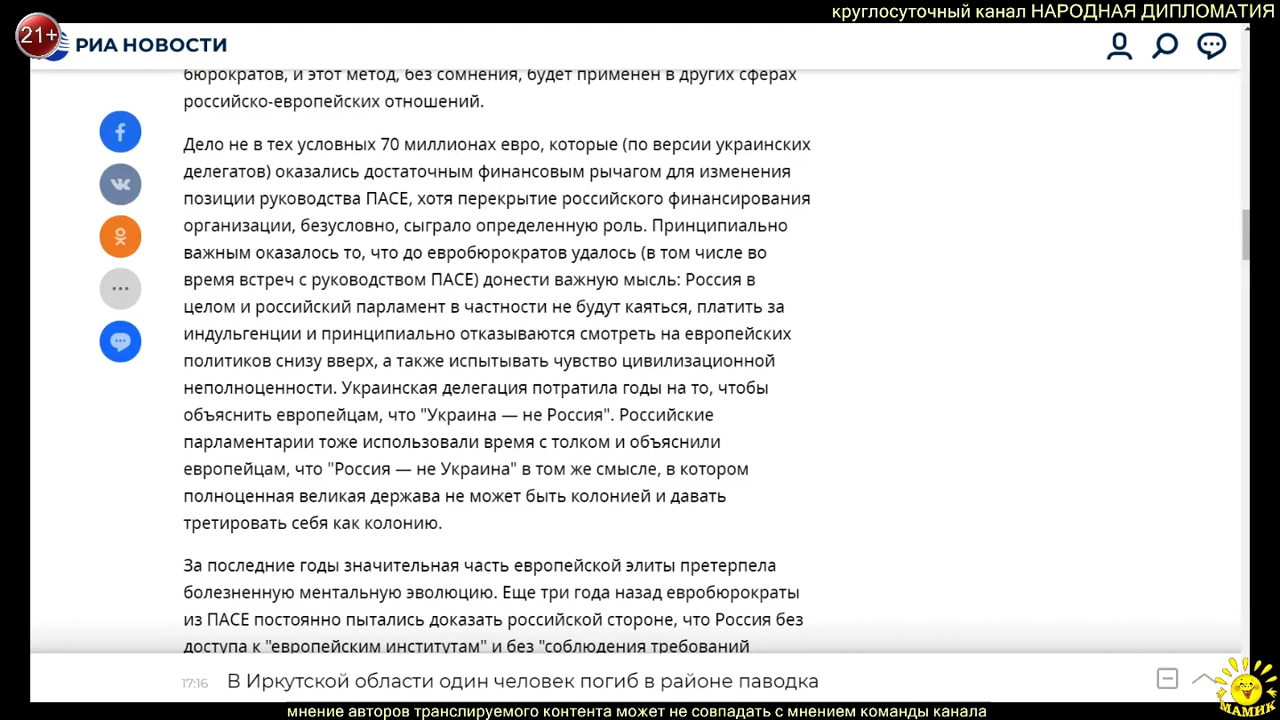 круглосуточный канал НАРОДНАЯ ДИПЛОМАТИЯ
21+
РИА НОВОСТИ
бюрократов, и этот метод, без сомнения, будет применен в других сферах
российско-европейских отношений.
Дело не в тех условных 70 миллионах евро, которые (по версии украинских
делегатов) оказались достаточным финансовым рычагом для изменения
позиции руководства ПАСЕ, хотя перекрытие российского финансирования
организации, безусловно, сыграло определенную роль. Принципиально
важным оказалось то, что до евробюрократов удалось (в том числе во
время встреч с руководством ПАСЕ) донести важную мысль: Россия в
целом и российский парламент в частности не будут каяться, платить за
индульгенции и принципиально отказываются смотреть на европейских
политиков снизу вверх, а также испытывать чувство цивилизационной
неполноценности. Украинская делегация потратила годы на то, чтобы
объяснить европейцам, что "Украина — не Россия". Российские
парламентарии тоже использовали время с толком и объяснили
европейцам, что "Россия — не Украина" в том же смысле, в котором
полноценная великая держава не может быть колонией и давать
третировать себя как колонию.
За последние годы значительная часть европейской элиты претерпела
болезненную ментальную эволюцию. Еще три года назад евробюрократы
из ПАСЕ постоянно пытались доказать российской стороне, что Россия без
доступа к "европейским институтам" и без "соблюдения требований
17:16 В Иркутской области один человек погиб в районе паводка
МАМИК
мнение авторов транслируемого контента может не совпадать с мнением команды канала